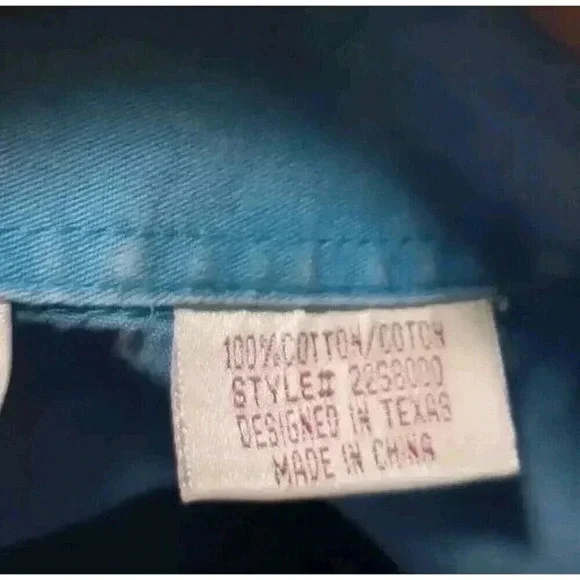 100% COTTON/COTON
STYLE# 2258000
DESIGNED IN TEXAS
MADE IN CHINA